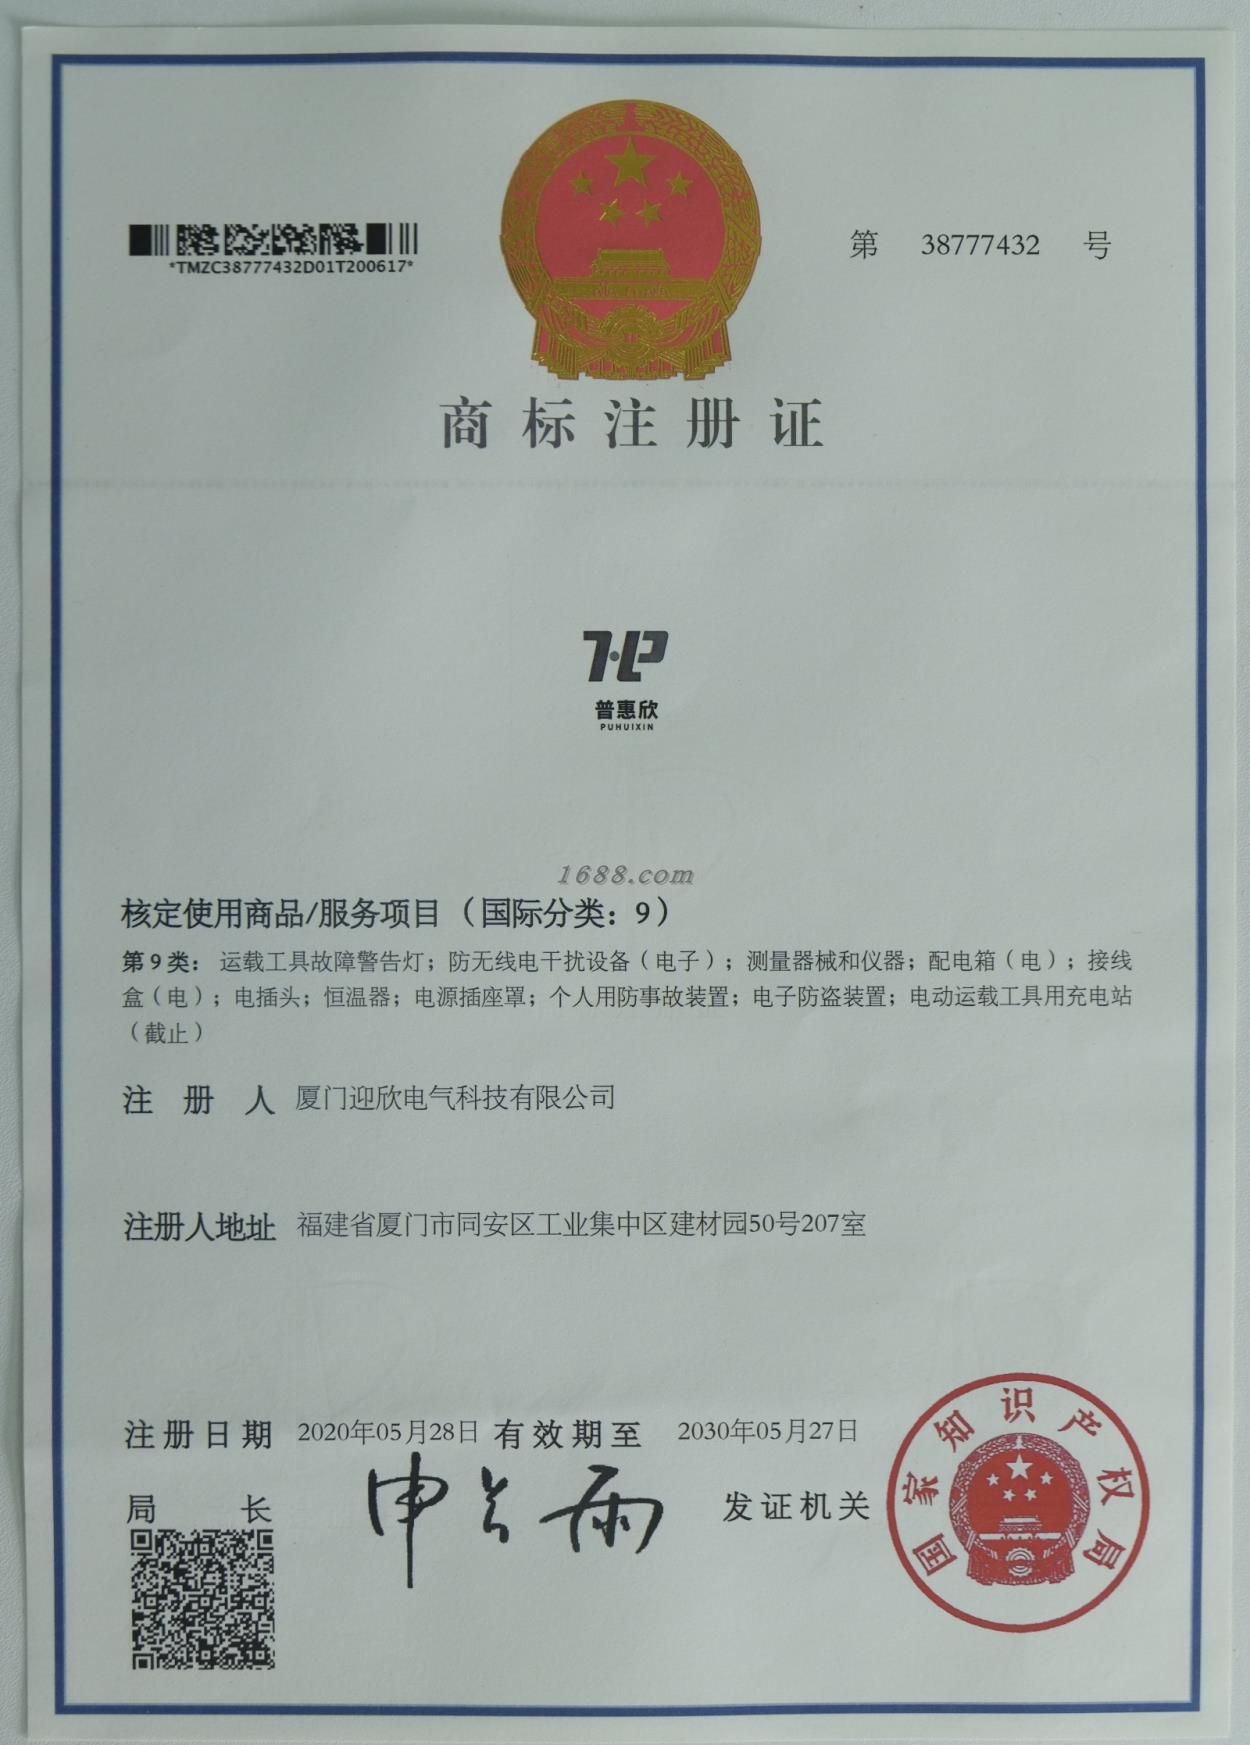 *TMZC38777432D01T200617*
第 38777432 号
商标注册证
普惠欣
PUHUIXIN
1688.com
核定使用商品/服务项目（国际分类：9）
第9类：运载工具故障警告灯；防无线电干扰设备（电子）；测量器械和仪器；配电箱（电）；接线
盒（电）；电插头；恒温器；电源插座罩；个人用防事故装置；电子防盗装置；电动运载工具用充电站
（截止）
注册人 厦门迎欣电气科技有限公司
注册人地址 福建省厦门市同安区工业集中区建材园50号207室
注册日期 2020年05月28日 有效期至 2030年05月27日
局长 申长雨 发证机关
国家知识产权局